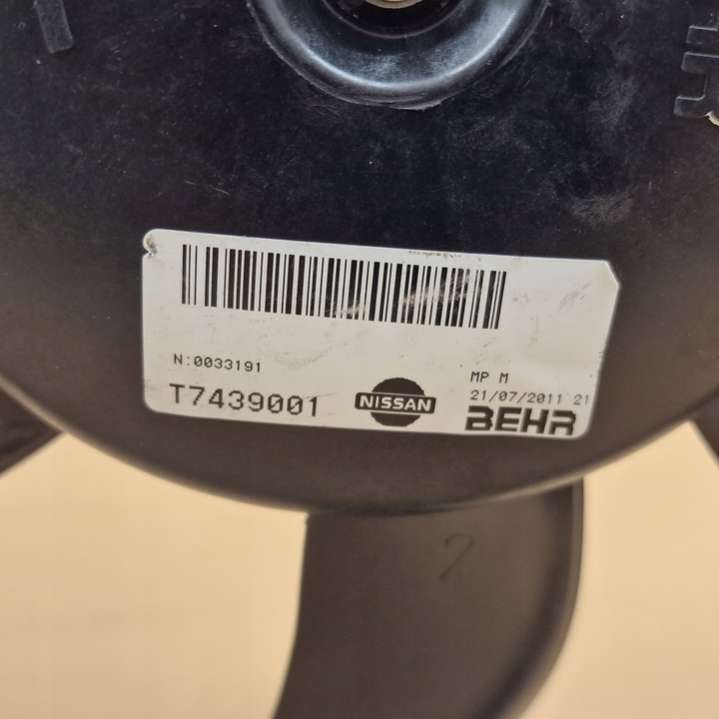 N:0033191
T7439001
NISSAN
MP M
21/07/2011 21
BEHR